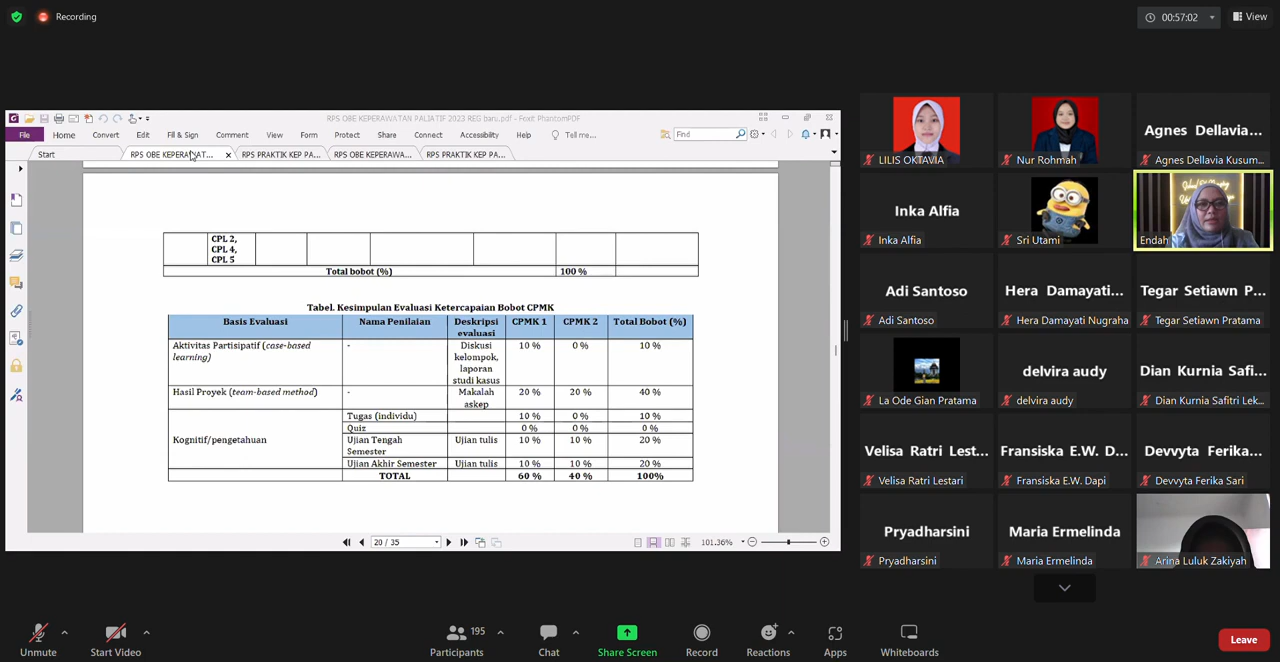 Recording
00:57:02
View
RPS OBE KEPERAWATAN PALIATIF 2023 REG baru.pdf - Foxit PhantomPDF
File Home Convert Edit Fill & Sign Comment View Form Protect Share Connect Accessibility Help Tell me... Find
Start RPS OBE KEPERAWAT... RPS PRAKTIK KEP PA... RPS OBE KEPERAWA... RPS PRAKTIK KEP PA...
CPL 2,
CPL 4,
CPL 5
Total bobot (%) 100 %
Tabel. Kesimpulan Evaluasi Ketercapaian Bobot CPMK
Basis Evaluasi Nama Penilaian Deskripsi evaluasi CPMK 1 CPMK 2 Total Bobot (%)
Aktivitas Partisipatif (case-based learning) - Diskusi kelompok, laporan studi kasus 10 % 0 % 10 %
Hasil Proyek (team-based method) - Makalah askep 20 % 20 % 40 %
Kognitif/pengetahuan
Tugas (individu) 10 % 0 % 10 %
Quiz 0 % 0 % 0 %
Ujian Tengah Semester Ujian tulis 10 % 10 % 20 %
Ujian Akhir Semester Ujian tulis 10 % 10 % 20 %
TOTAL 60 % 40 % 100%
20 / 35
101.36%
LILIS OKTAVIA
Nur Rohmah
Agnes Dellavia...
Agnes Dellavia Kusum...
Inka Alfia
Inka Alfia
Sri Utami
Endah
Adi Santoso
Adi Santoso
Hera Damayati...
Hera Damayati Nugraha
Tegar Setiawn P...
Tegar Setiawn Pratama
La Ode Gian Pratama
delvira audy
delvira audy
Dian Kurnia Safi...
Dian Kurnia Safitri Lek...
Velisa Ratri Lest...
Velisa Ratri Lestari
Fransiska E.W. D...
Fransiska E.W. Dapi
Devvyta Ferika...
Devvyta Ferika Sari
Pryadharsini
Pryadharsini
Maria Ermelinda
Maria Ermelinda
Arina Luluk Zakiyah
Unmute
Start Video
195
Participants
Chat
Share Screen
Record
Reactions
Apps
Whiteboards
Leave